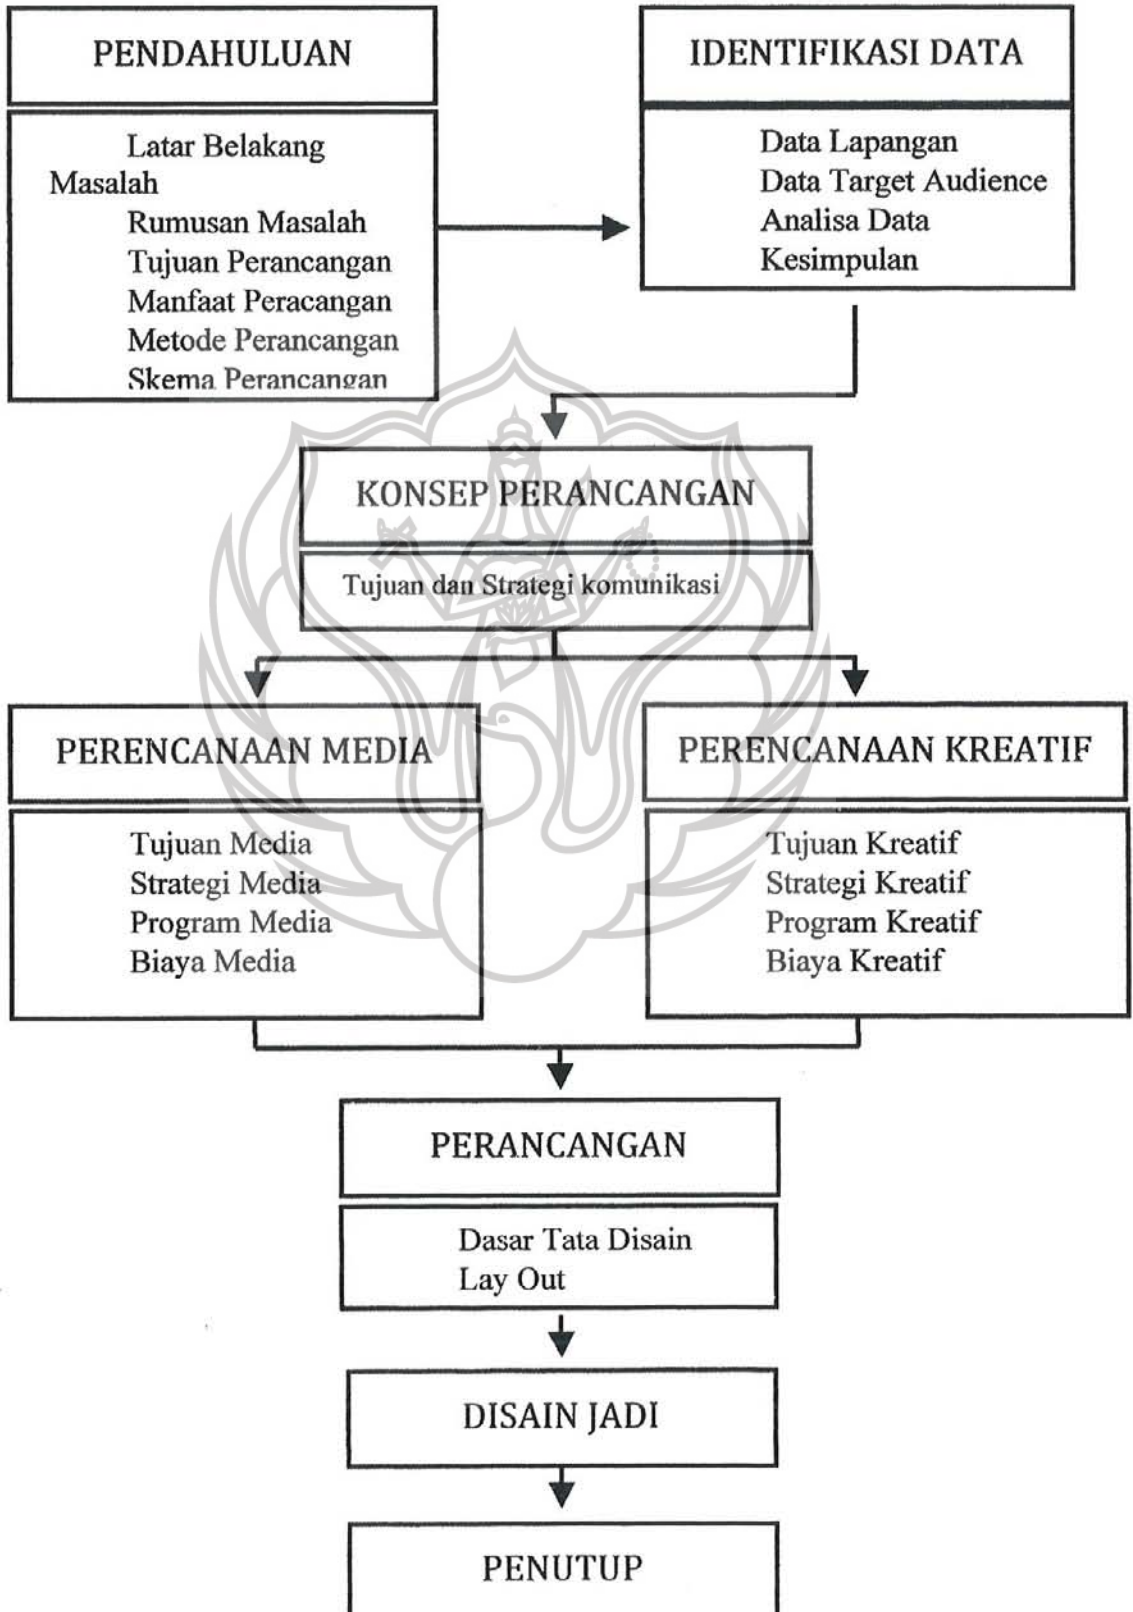 PENDAHULUAN
Latar Belakang
Masalah
Rumusan Masalah
Tujuan Perancangan
Manfaat Peracangan
Metode Perancangan
Skema Perancangan
IDENTIFIKASI DATA
Data Lapangan
Data Target Audience
Analisa Data
Kesimpulan
KONSEP PERANCANGAN
Tujuan dan Strategi komunikasi
PERENCANAAN MEDIA
Tujuan Media
Strategi Media
Program Media
Biaya Media
PERENCANAAN KREATIF
Tujuan Kreatif
Strategi Kreatif
Program Kreatif
Biaya Kreatif
PERANCANGAN
Dasar Tata Disain
Lay Out
DISAIN JADI
PENUTUP